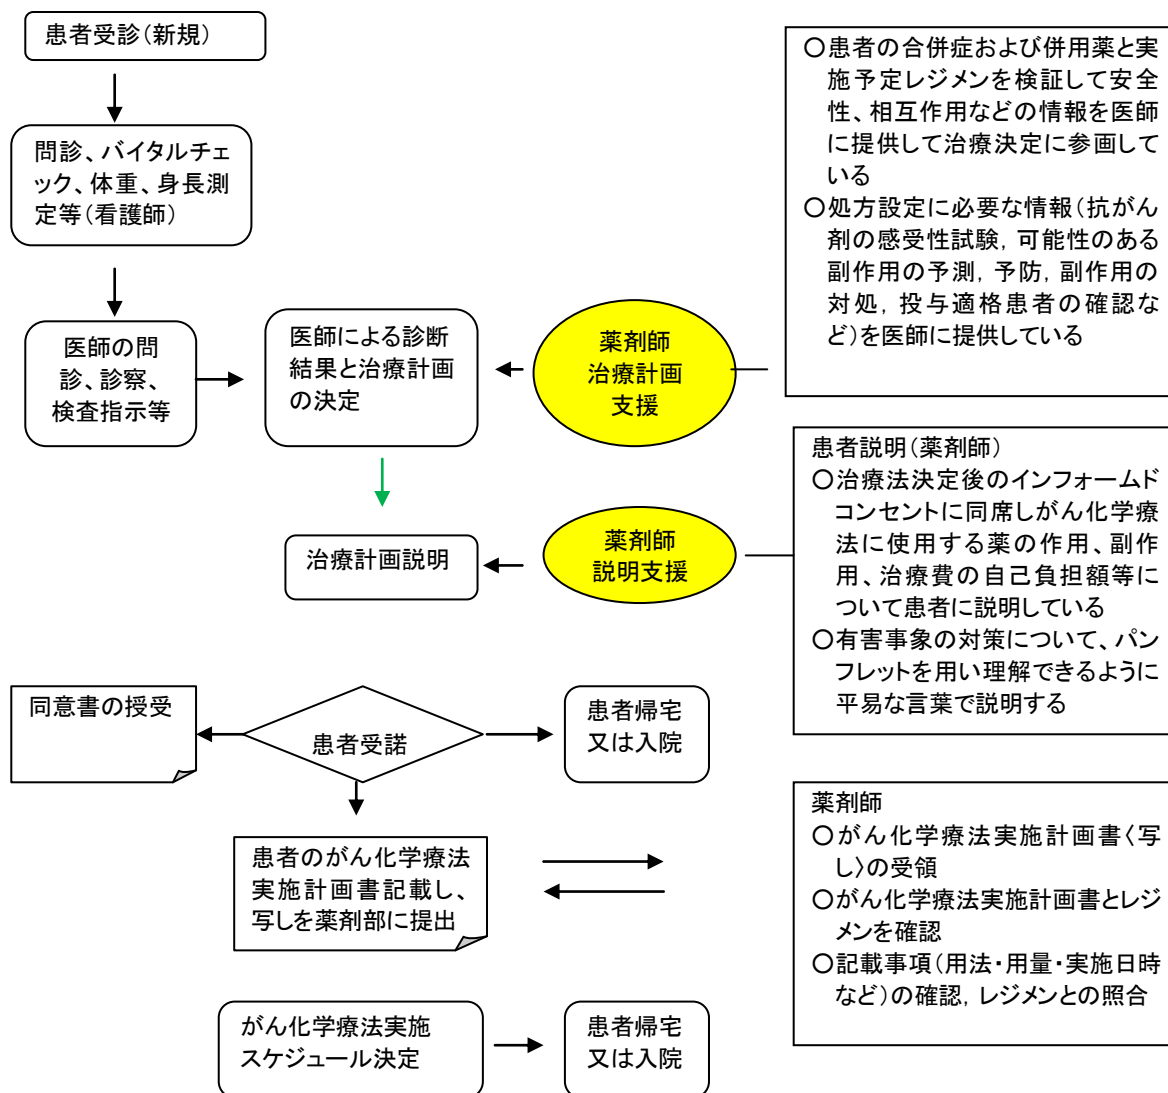 患者受診(新規)
問診、バイタルチェ
ック、体重、身長測
定等(看護師)
医師の問
診、診察、
検査指示等
医師による診断
結果と治療計画
の決定
薬剤師
治療計画
支援
〇患者の合併症および併用薬と実
施予定レジメンを検証して安全
性、相互作用などの情報を医師
に提供して治療決定に参画して
いる
〇処方設定に必要な情報(抗がん
剤の感受性試験, 可能性のある
副作用の予測, 予防, 副作用の
対処, 投与適格患者の確認な
ど)を医師に提供している
治療計画説明
薬剤師
説明支援
患者説明(薬剤師)
〇治療法決定後のインフォームド
コンセントに同席しがん化学療
法に使用する薬の作用、副作
用、治療費の自己負担額等に
ついて患者に説明している
〇有害事象の対策について、パン
フレットを用い理解できるように
平易な言葉で説明する
同意書の授受
患者受諾
患者帰宅
又は入院
患者のがん化学療法
実施計画書記載し、
写しを薬剤部に提出
薬剤師
〇がん化学療法実施計画書〈写
し〉の受領
〇がん化学療法実施計画書とレジ
メンを確認
〇記載事項(用法・用量・実施日時
など)の確認, レジメンとの照合
がん化学療法実施
スケジュール決定
患者帰宅
又は入院